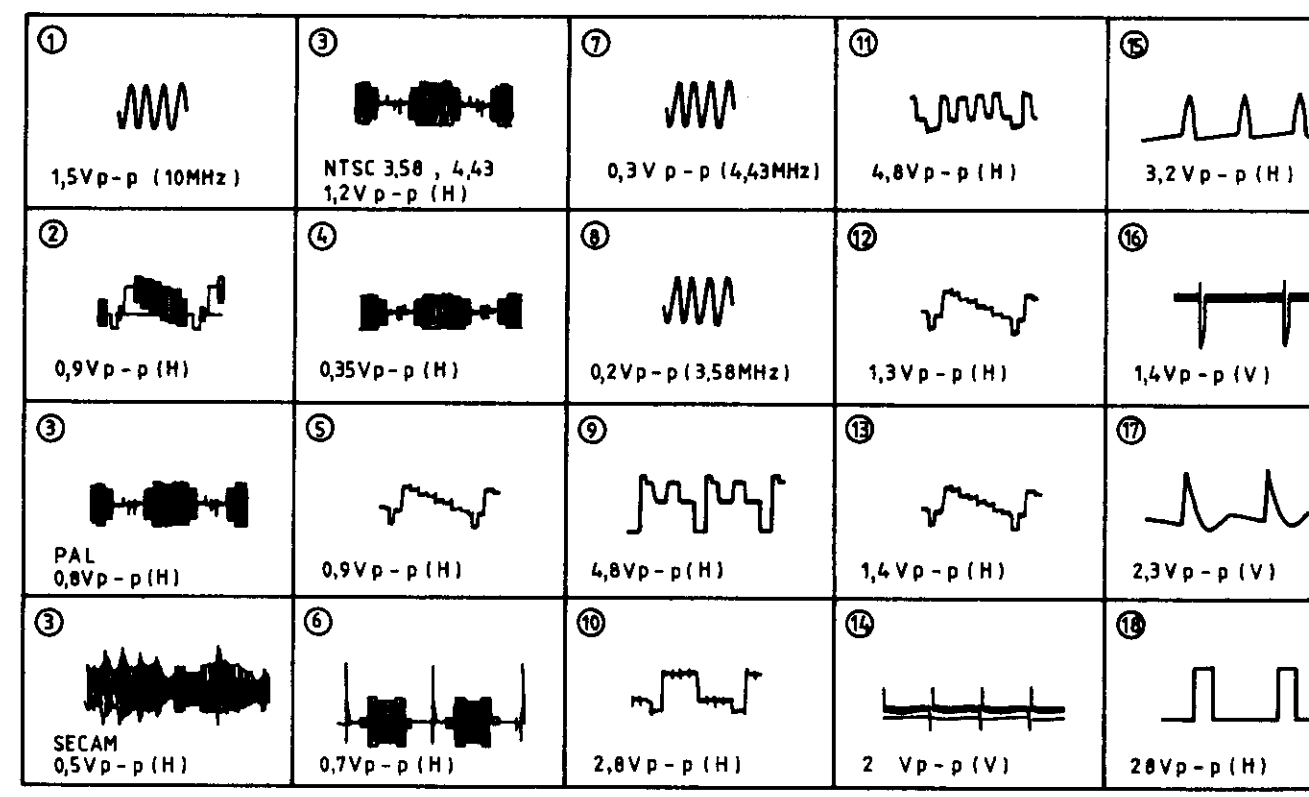 ①
1,5Vp-p (10MHz)
②
0,9Vp-p (H)
③
PAL
0,8Vp-p (H)
③
SECAM
0,5Vp-p (H)
③
NTSC 3,58 , 4,43
1,2Vp-p (H)
④
0,35Vp-p (H)
⑤
0,9Vp-p (H)
⑥
0,7Vp-p (H)
⑦
0,3Vp-p (4,43MHz)
⑧
0,2Vp-p (3,58MHz)
⑨
4,8Vp-p (H)
⑩
2,8Vp-p (H)
⑪
4,8Vp-p (H)
⑫
1,3Vp-p (H)
⑬
1,4Vp-p (H)
⑭
2 Vp-p (V)
⑮
3,2Vp-p (H)
⑯
1,4Vp-p (V)
⑰
2,3Vp-p (V)
⑱
28Vp-p (H)